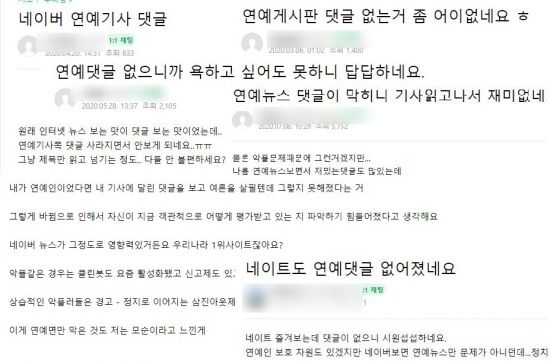 네이버 연예기사 댓글
1:1 채팅
2020.04.20. 14:51 조회 633
연예게시판 댓글 없는거 좀 어이없네요 ㅎ
2020.03.06. 01:02 조회 1,400
연예댓글 없으니까 욕하고 싶어도 못하니 답답하네요.
2020.05.28. 13:37 조회 2,105
연예뉴스 댓글이 막히니 기사읽고나서 재미없네
2020.07.08. 15:29 조회 5,752
원래 인터넷 뉴스 보는 맛이 댓글 보는 맛이었는데..
연예기사쪽 댓글 사라지면서 안보게 되네요..ㅠㅠ
그냥 제목만 읽고 넘기는 정도.. 다들 안 불편하세요?
물론 악플문제때문에 그런거겠지만...
나름 연예뉴스보면서 재밌는댓글도 많았는데
내가 연예인이었다면 내 기사에 달린 댓글을 보고 여론을 살필텐데 그렇지 못해졌다는 거
그렇게 바뀜으로 인해서 자신이 지금 객관적으로 어떻게 평가받고 있는 지 파악하기 힘들어졌다고 생각해요
네이버 뉴스가 그정도로 영향력있거든요 우리나라 1위사이트잖아요?
악플같은 경우는 클린봇도 요즘 활성화됐고 신고제도 있고
상습적인 악플러들은 경고 - 정지로 이어지는 삼진아웃제
이게 연예면만 막은 것도 저는 모순이라고 느낀게
네이트도 연예댓글 없어졌네요
1:1 채팅
네이트 즐겨보는데 댓글이 없으니 시원섭섭하네요.
연예인 보호 차원도 있겠지만 네이버보면 연예뉴스만 문제가 아니던데...정치